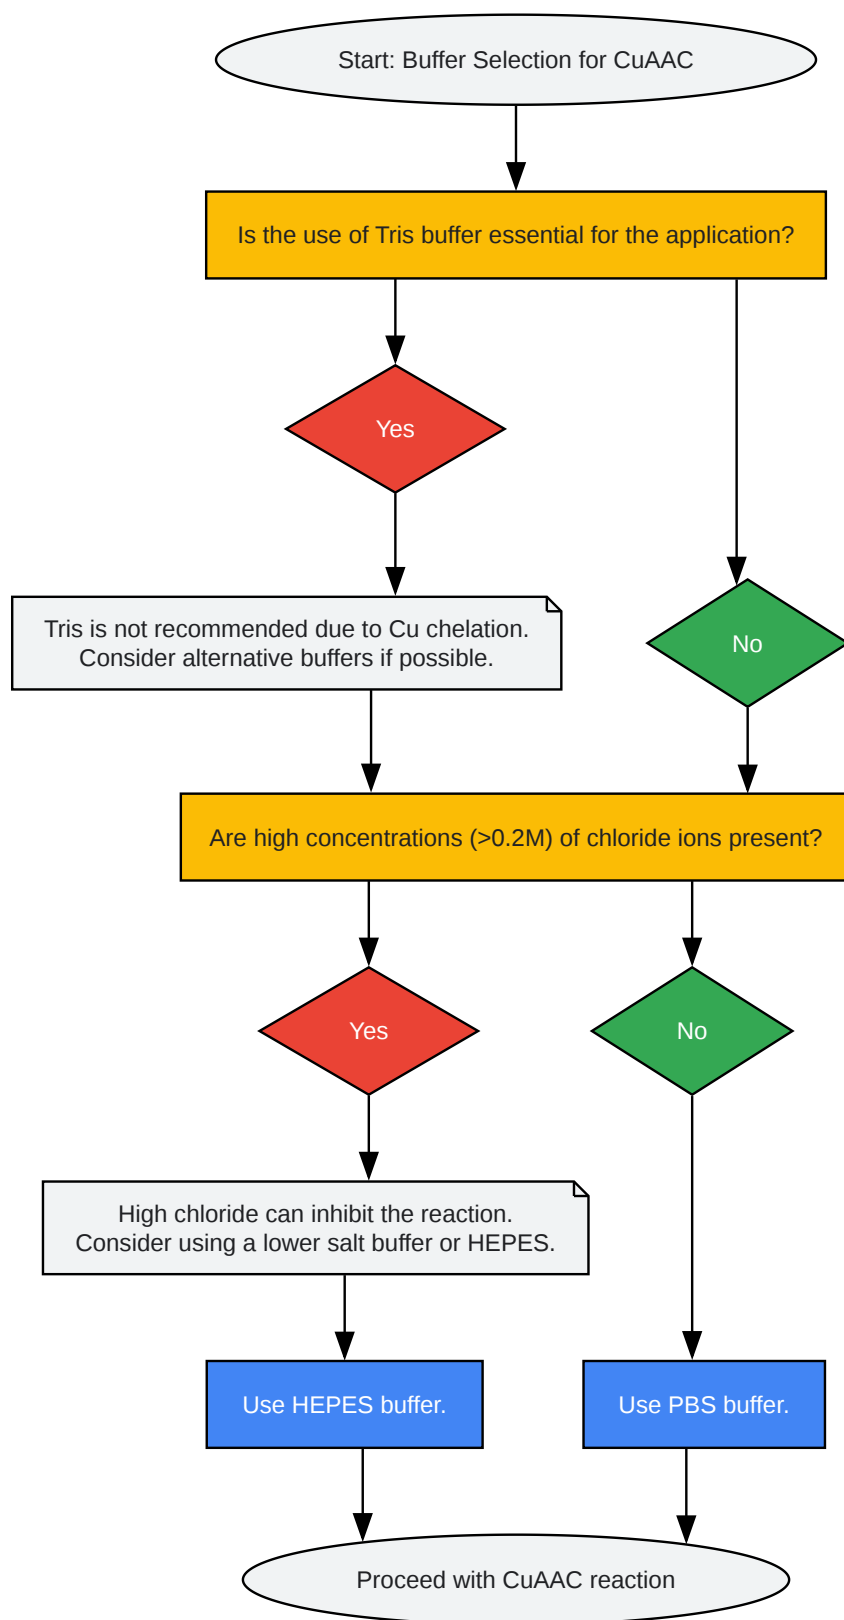 Start: Buffer Selection for CuAAC
Is the use of Tris buffer essential for the application?
Yes
Tris is not recommended due to Cu chelation.
Consider alternative buffers if possible.
No
Are high concentrations (>0.2M) of chloride ions present?
Yes
No
High chloride can inhibit the reaction.
Consider using a lower salt buffer or HEPES.
Use HEPES buffer.
Use PBS buffer.
Proceed with CuAAC reaction